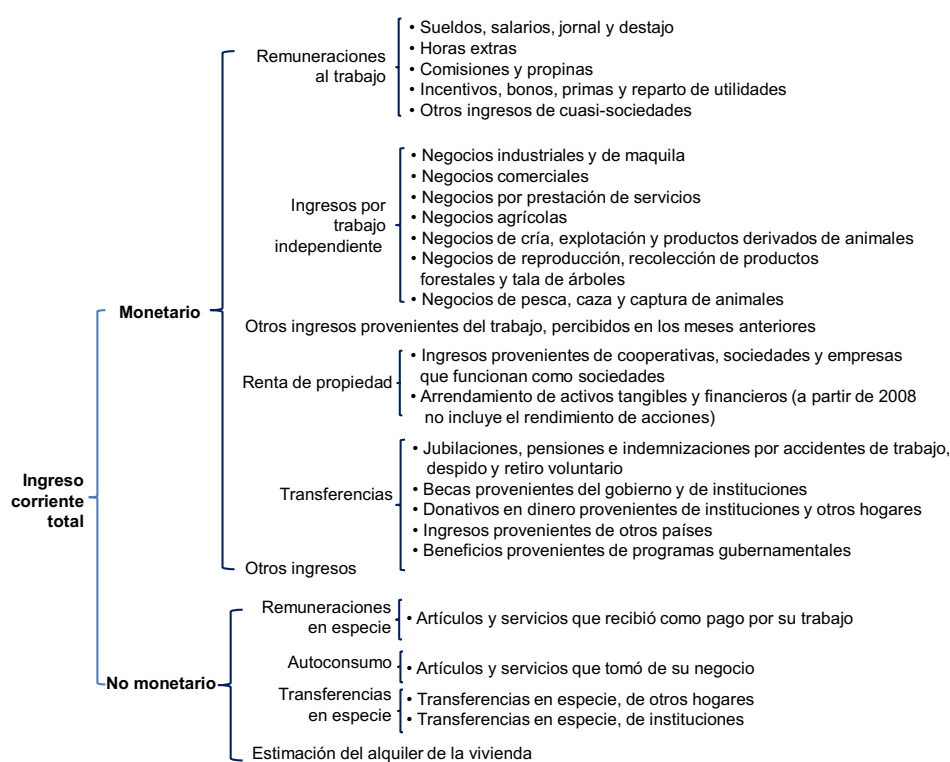 Ingreso
corriente
total
Monetario
Remuneraciones
al trabajo
• Sueldos, salarios, jornal y destajo
• Horas extras
• Comisiones y propinas
• Incentivos, bonos, primas y reparto de utilidades
• Otros ingresos de cuasi-sociedades
Ingresos por
trabajo
independiente
• Negocios industriales y de maquila
• Negocios comerciales
• Negocios por prestación de servicios
• Negocios agrícolas
• Negocios de cría, explotación y productos derivados de animales
• Negocios de reproducción, recolección de productos
forestales y tala de árboles
• Negocios de pesca, caza y captura de animales
Otros ingresos provenientes del trabajo, percibidos en los meses anteriores
Renta de propiedad
• Ingresos provenientes de cooperativas, sociedades y empresas
que funcionan como sociedades
• Arrendamiento de activos tangibles y financieros (a partir de 2008
no incluye el rendimiento de acciones)
Transferencias
• Jubilaciones, pensiones e indemnizaciones por accidentes de trabajo,
despido y retiro voluntario
• Becas provenientes del gobierno y de instituciones
• Donativos en dinero provenientes de instituciones y otros hogares
• Ingresos provenientes de otros países
• Beneficios provenientes de programas gubernamentales
Otros ingresos
No monetario
Remuneraciones
en especie
• Artículos y servicios que recibió como pago por su trabajo
Autoconsumo
• Artículos y servicios que tomó de su negocio
Transferencias
en especie
• Transferencias en especie, de otros hogares
• Transferencias en especie, de instituciones
Estimación del alquiler de la vivienda